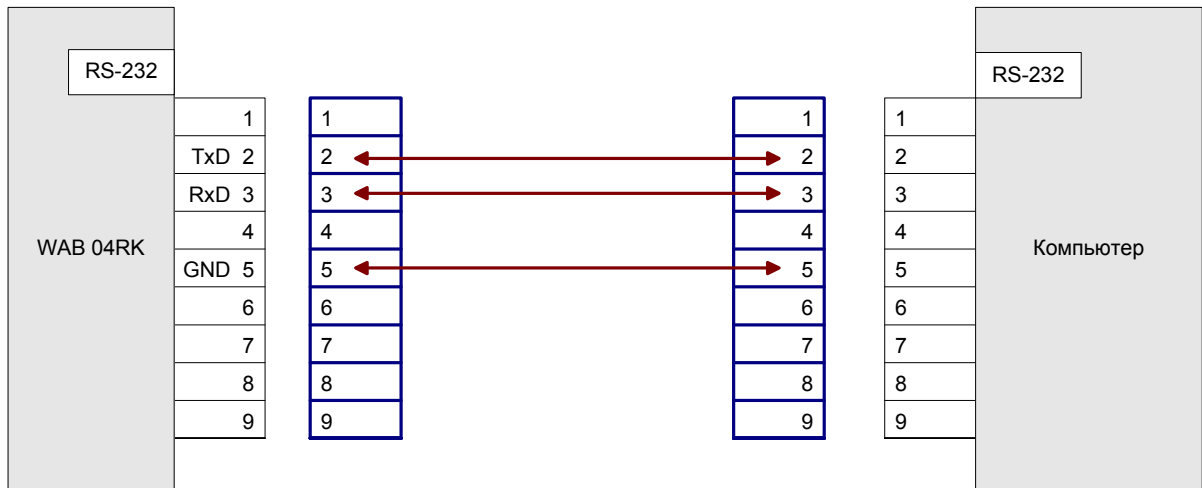 RS-232 RS-232
1 1 1 1
TxD 2 2 2 2
RxD 3 3 3 3
4 4 4 4
WAB 04RK Компьютер
GND 5 5 5 5
6 6 6 6
7 7 7 7
8 8 8 8
9 9 9 9